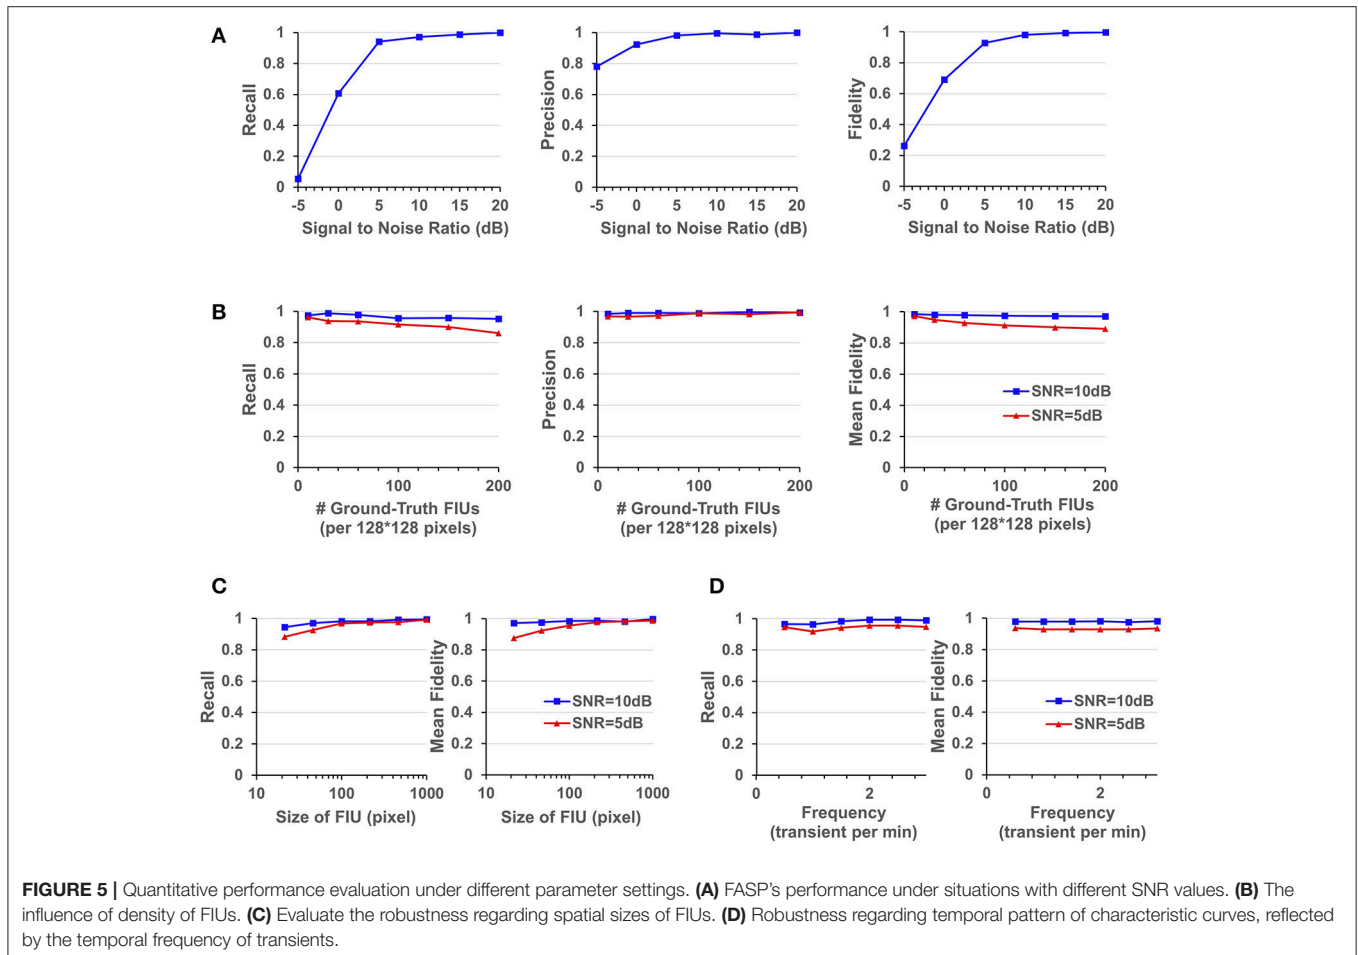 A
1
0.8
0.6
0.4
0.2
0
Recall
-5 0 5 10 15 20
Signal to Noise Ratio (dB)
1
0.8
0.6
0.4
0.2
0
Precision
-5 0 5 10 15 20
Signal to Noise Ratio (dB)
1
0.8
0.6
0.4
0.2
0
Fidelity
-5 0 5 10 15 20
Signal to Noise Ratio (dB)
B
1
0.8
0.6
0.4
0.2
0
Recall
0 100 200
# Ground-Truth FIUs
(per 128*128 pixels)
1
0.8
0.6
0.4
0.2
0
Precision
0 100 200
# Ground-Truth FIUs
(per 128*128 pixels)
1
0.8
0.6
0.4
0.2
0
Mean Fidelity
SNR=10dB
SNR=5dB
0 100 200
# Ground-Truth FIUs
(per 128*128 pixels)
C
1
0.8
0.6
0.4
0.2
0
Recall
10 100 1000
Size of FIU (pixel)
1
0.8
0.6
0.4
0.2
0
Mean Fidelity
SNR=10dB
SNR=5dB
10 100 1000
Size of FIU (pixel)
D
1
0.8
0.6
0.4
0.2
0
Recall
0 2
Frequency
(transient per min)
1
0.8
0.6
0.4
0.2
0
Mean Fidelity
SNR=10dB
SNR=5dB
0 2
Frequency
(transient per min)
FIGURE 5 | Quantitative performance evaluation under different parameter settings. (A) FASP's performance under situations with different SNR values. (B) The
influence of density of FIUs. (C) Evaluate the robustness regarding spatial sizes of FIUs. (D) Robustness regarding temporal pattern of characteristic curves, reflected
by the temporal frequency of transients.